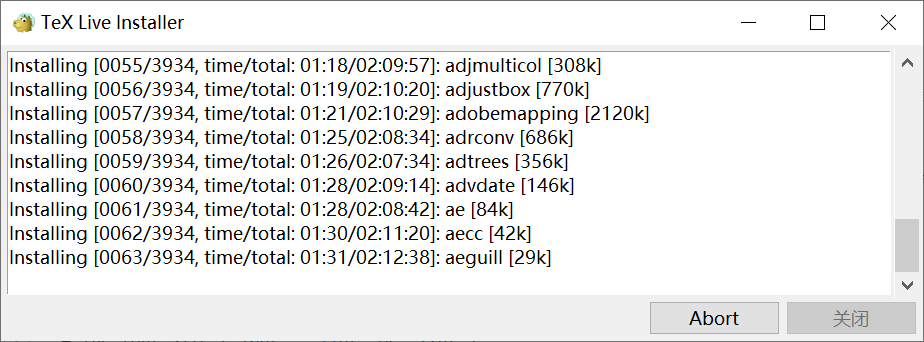 TeX Live Installer
Installing [0055/3934, time/total: 01:18/02:09:57]: adjmulticol [308k]
Installing [0056/3934, time/total: 01:19/02:10:20]: adjustbox [770k]
Installing [0057/3934, time/total: 01:21/02:10:29]: adobemapping [2120k]
Installing [0058/3934, time/total: 01:25/02:08:34]: adrconv [686k]
Installing [0059/3934, time/total: 01:26/02:07:34]: adtrees [356k]
Installing [0060/3934, time/total: 01:28/02:09:14]: advdate [146k]
Installing [0061/3934, time/total: 01:28/02:08:42]: ae [84k]
Installing [0062/3934, time/total: 01:30/02:11:20]: aecc [42k]
Installing [0063/3934, time/total: 01:31/02:12:38]: aeguill [29k]
Abort 关闭